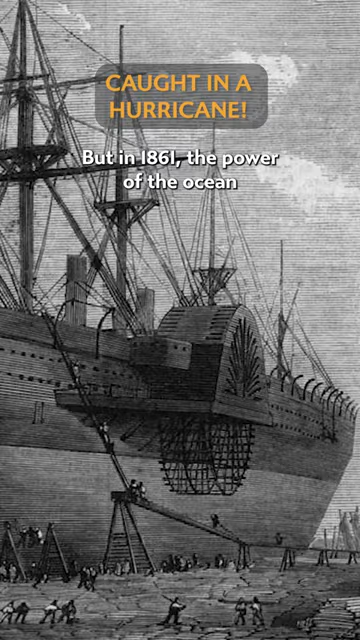 CAUGHT IN A
HURRICANE!
But in 1861, the power
of the ocean